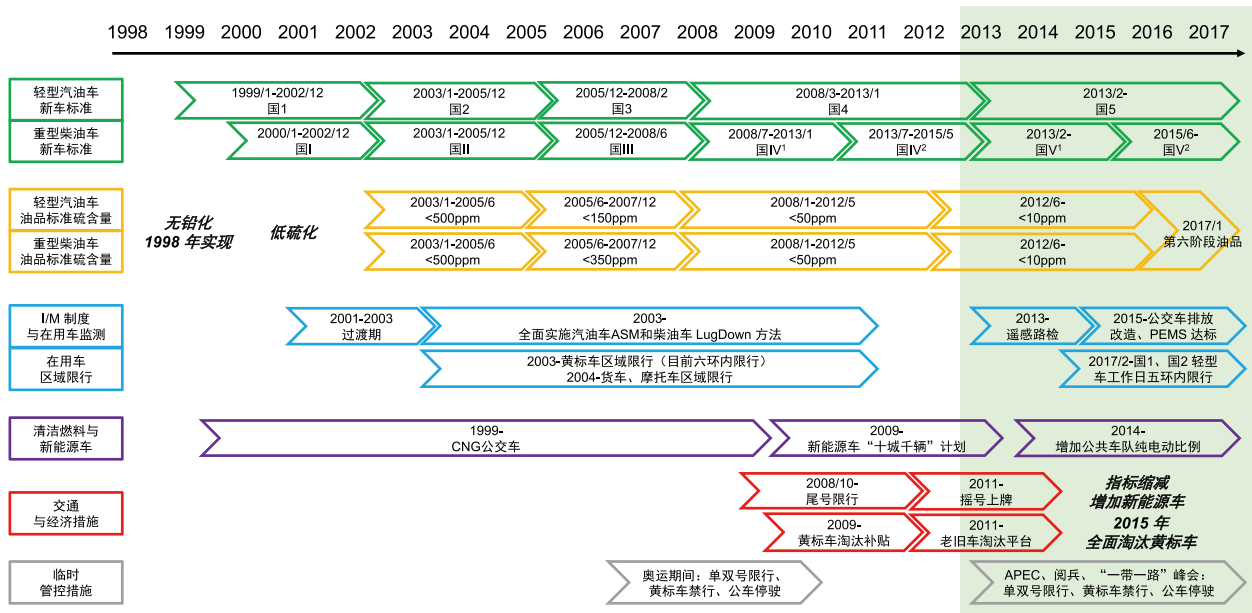 1998 1999 2000 2001 2002 2003 2004 2005 2006 2007 2008 2009 2010 2011 2012 2013 2014 2015 2016 2017
轻型汽油车
新车标准
1999/1-2002/12
国1
2003/1-2005/12
国2
2005/12-2008/2
国3
2008/3-2013/1
国4
2013/2-
国5
重型柴油车
新车标准
2000/1-2002/12
国I
2003/1-2005/12
国II
2005/12-2008/6
国III
2008/7-2013/1
国IV¹
2013/7-2015/5
国IV²
2013/2-
国V¹
2015/6-
国V²
轻型汽油车
油品标准硫含量
重型柴油车
油品标准硫含量
无铅化
1998 年实现
低硫化
2003/1-2005/6
<500ppm
2005/6-2007/12
<150ppm
2008/1-2012/5
<50ppm
2012/6-
<10ppm
2003/1-2005/6
<500ppm
2005/6-2007/12
<350ppm
2008/1-2012/5
<50ppm
2012/6-
<10ppm
2017/1
第六阶段油品
I/M 制度
与在用车监测
2001-2003
过渡期
2003-
全面实施汽油车ASM和柴油车 LugDown 方法
2013-
遥感路检
2015-公交车排放
改造、PEMS 达标
在用车
区域限行
2003-黄标车区域限行（目前六环内限行）
2004-货车、摩托车区域限行
2017/2-国1、国2 轻型
车工作日五环内限行
清洁燃料与
新能源车
1999-
CNG公交车
2009-
新能源车“十城千辆”计划
2014-
增加公共车队纯电动比例
交通
与经济措施
2008/10-
尾号限行
2011-
摇号上牌
2009-
黄标车淘汰补贴
2011-
老旧车淘汰平台
指标缩减
增加新能源车
2015 年
全面淘汰黄标车
临时
管控措施
奥运期间：单双号限行、
黄标车禁行、公车停驶
APEC、阅兵、“一带一路”峰会：
单双号限行、黄标车禁行、公车停驶